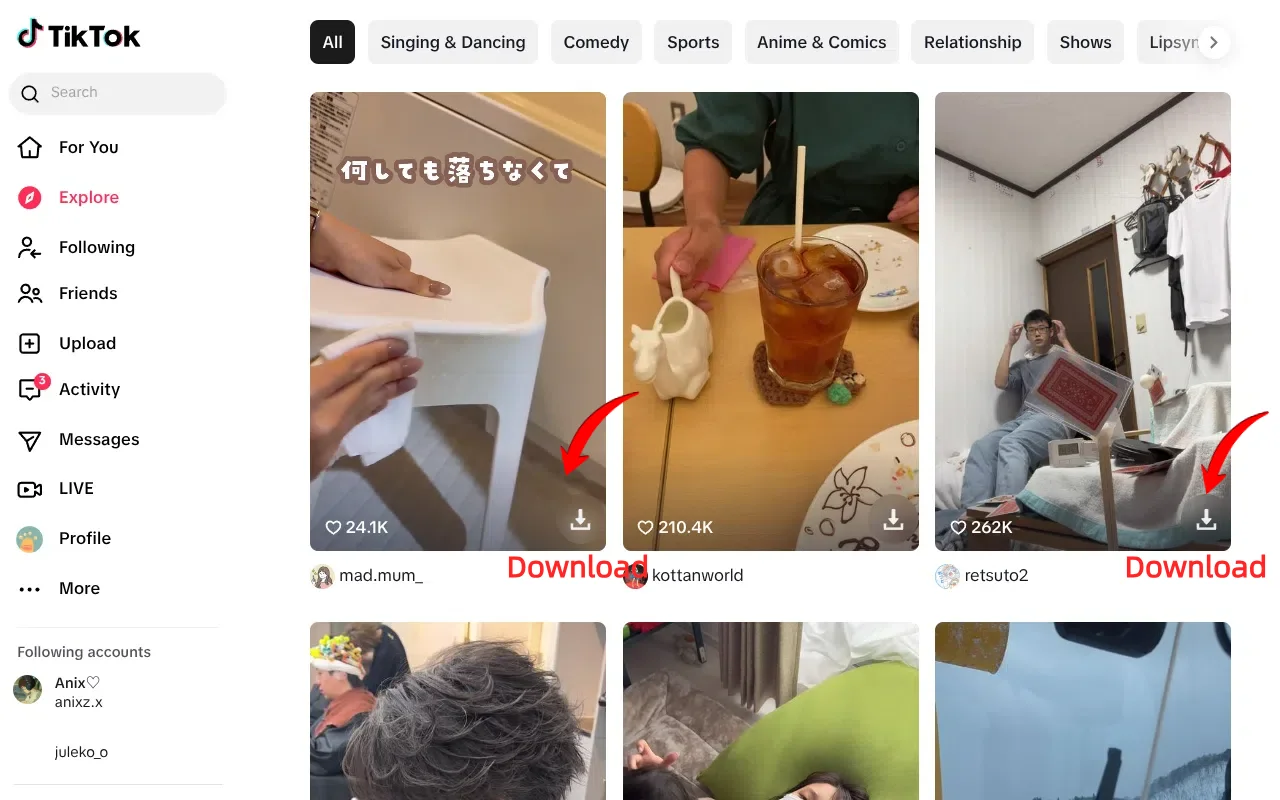 TikTok
All
Singing & Dancing
Comedy
Sports
Anime & Comics
Relationship
Shows
Lipsyn
Search
For You
Explore
Following
Friends
Upload
3
Activity
Messages
LIVE
Profile
More
Following accounts
Anix♡
anixz.x
juleko_o
何しても落ちなくて
24.1K
210.4K
262K
mad.mum_
Download
kottanworld
retsuto2
Download